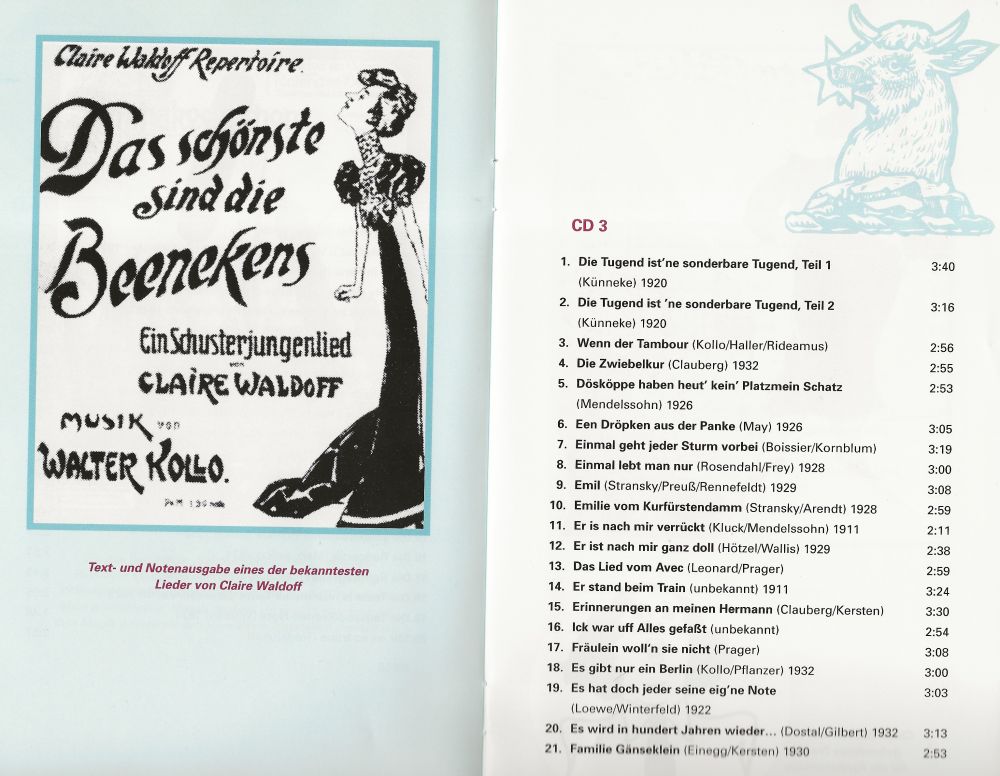 Claire Waldoff Repertoire.
Das schönste
sind die
Beenekens
Ein Schusterjungenlied
von
CLAIRE WALDOFF
MUSIK von
WALTER KOLLO.
Text- und Notenausgabe eines der bekanntesten
Lieder von Claire Waldoff
CD 3
1. Die Tugend ist'ne sonderbare Tugend, Teil 1 3:40
(Künneke) 1920
2. Die Tugend ist 'ne sonderbare Tugend, Teil 2 3:16
(Künneke) 1920
3. Wenn der Tambour (Kollo/Haller/Rideamus) 2:56
4. Die Zwiebelkur (Clauberg) 1932 2:55
5. Dösköppe haben heut' kein' Platzmein Schatz 2:53
(Mendelssohn) 1926
6. Een Dröpken aus der Panke (May) 1926 3:05
7. Einmal geht jeder Sturm vorbei (Boissier/Kornblum) 3:19
8. Einmal lebt man nur (Rosendahl/Frey) 1928 3:00
9. Emil (Stransky/Preuß/Rennefeldt) 1929 3:08
10. Emilie vom Kurfürstendamm (Stransky/Arendt) 1928 2:59
11. Er is nach mir verrückt (Kluck/Mendelssohn) 1911 2:11
12. Er ist nach mir ganz doll (Hötzel/Wallis) 1929 2:38
13. Das Lied vom Avec (Leonard/Prager) 2:59
14. Er stand beim Train (unbekannt) 1911 3:24
15. Erinnerungen an meinen Hermann (Clauberg/Kersten) 3:30
16. Ick war uff Alles gefaßt (unbekannt) 2:54
17. Fräulein woll'n sie nicht (Prager) 3:08
18. Es gibt nur ein Berlin (Kollo/Pflanzer) 1932 3:00
19. Es hat doch jeder seine eig'ne Note 3:03
(Loewe/Winterfeld) 1922
20. Es wird in hundert Jahren wieder... (Dostal/Gilbert) 1932 3:13
21. Familie Gänseklein (Einegg/Kersten) 1930 2:53